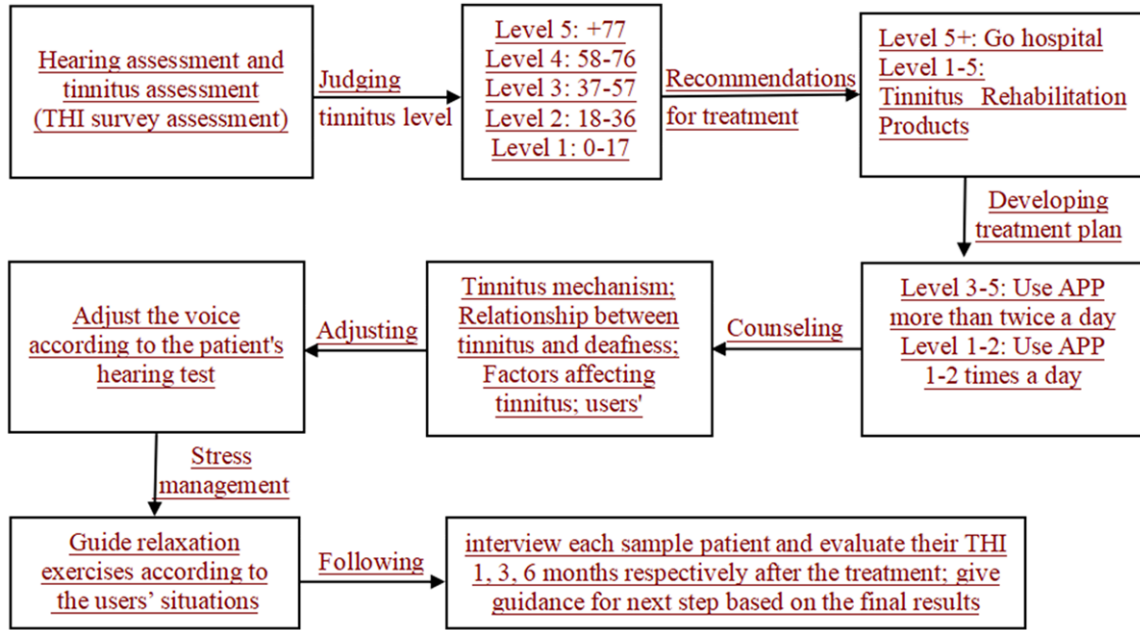 Hearing assessment and
tinnitus assessment
(THI survey assessment)
Judging
tinnitus level
Level 5: +77
Level 4: 58-76
Level 3: 37-57
Level 2: 18-36
Level 1: 0-17
Recommendations
for treatment
Level 5+: Go hospital
Level 1-5:
Tinnitus Rehabilitation
Products
Developing
treatment plan
Level 3-5: Use APP
more than twice a day
Level 1-2: Use APP
1-2 times a day
Counseling
Tinnitus mechanism;
Relationship between
tinnitus and deafness;
Factors affecting
tinnitus; users'
Adjusting
Adjust the voice
according to the patient's
hearing test
Stress
management
Guide relaxation
exercises according to
the users’ situations
Following
interview each sample patient and evaluate their THI
1, 3, 6 months respectively after the treatment; give
guidance for next step based on the final results